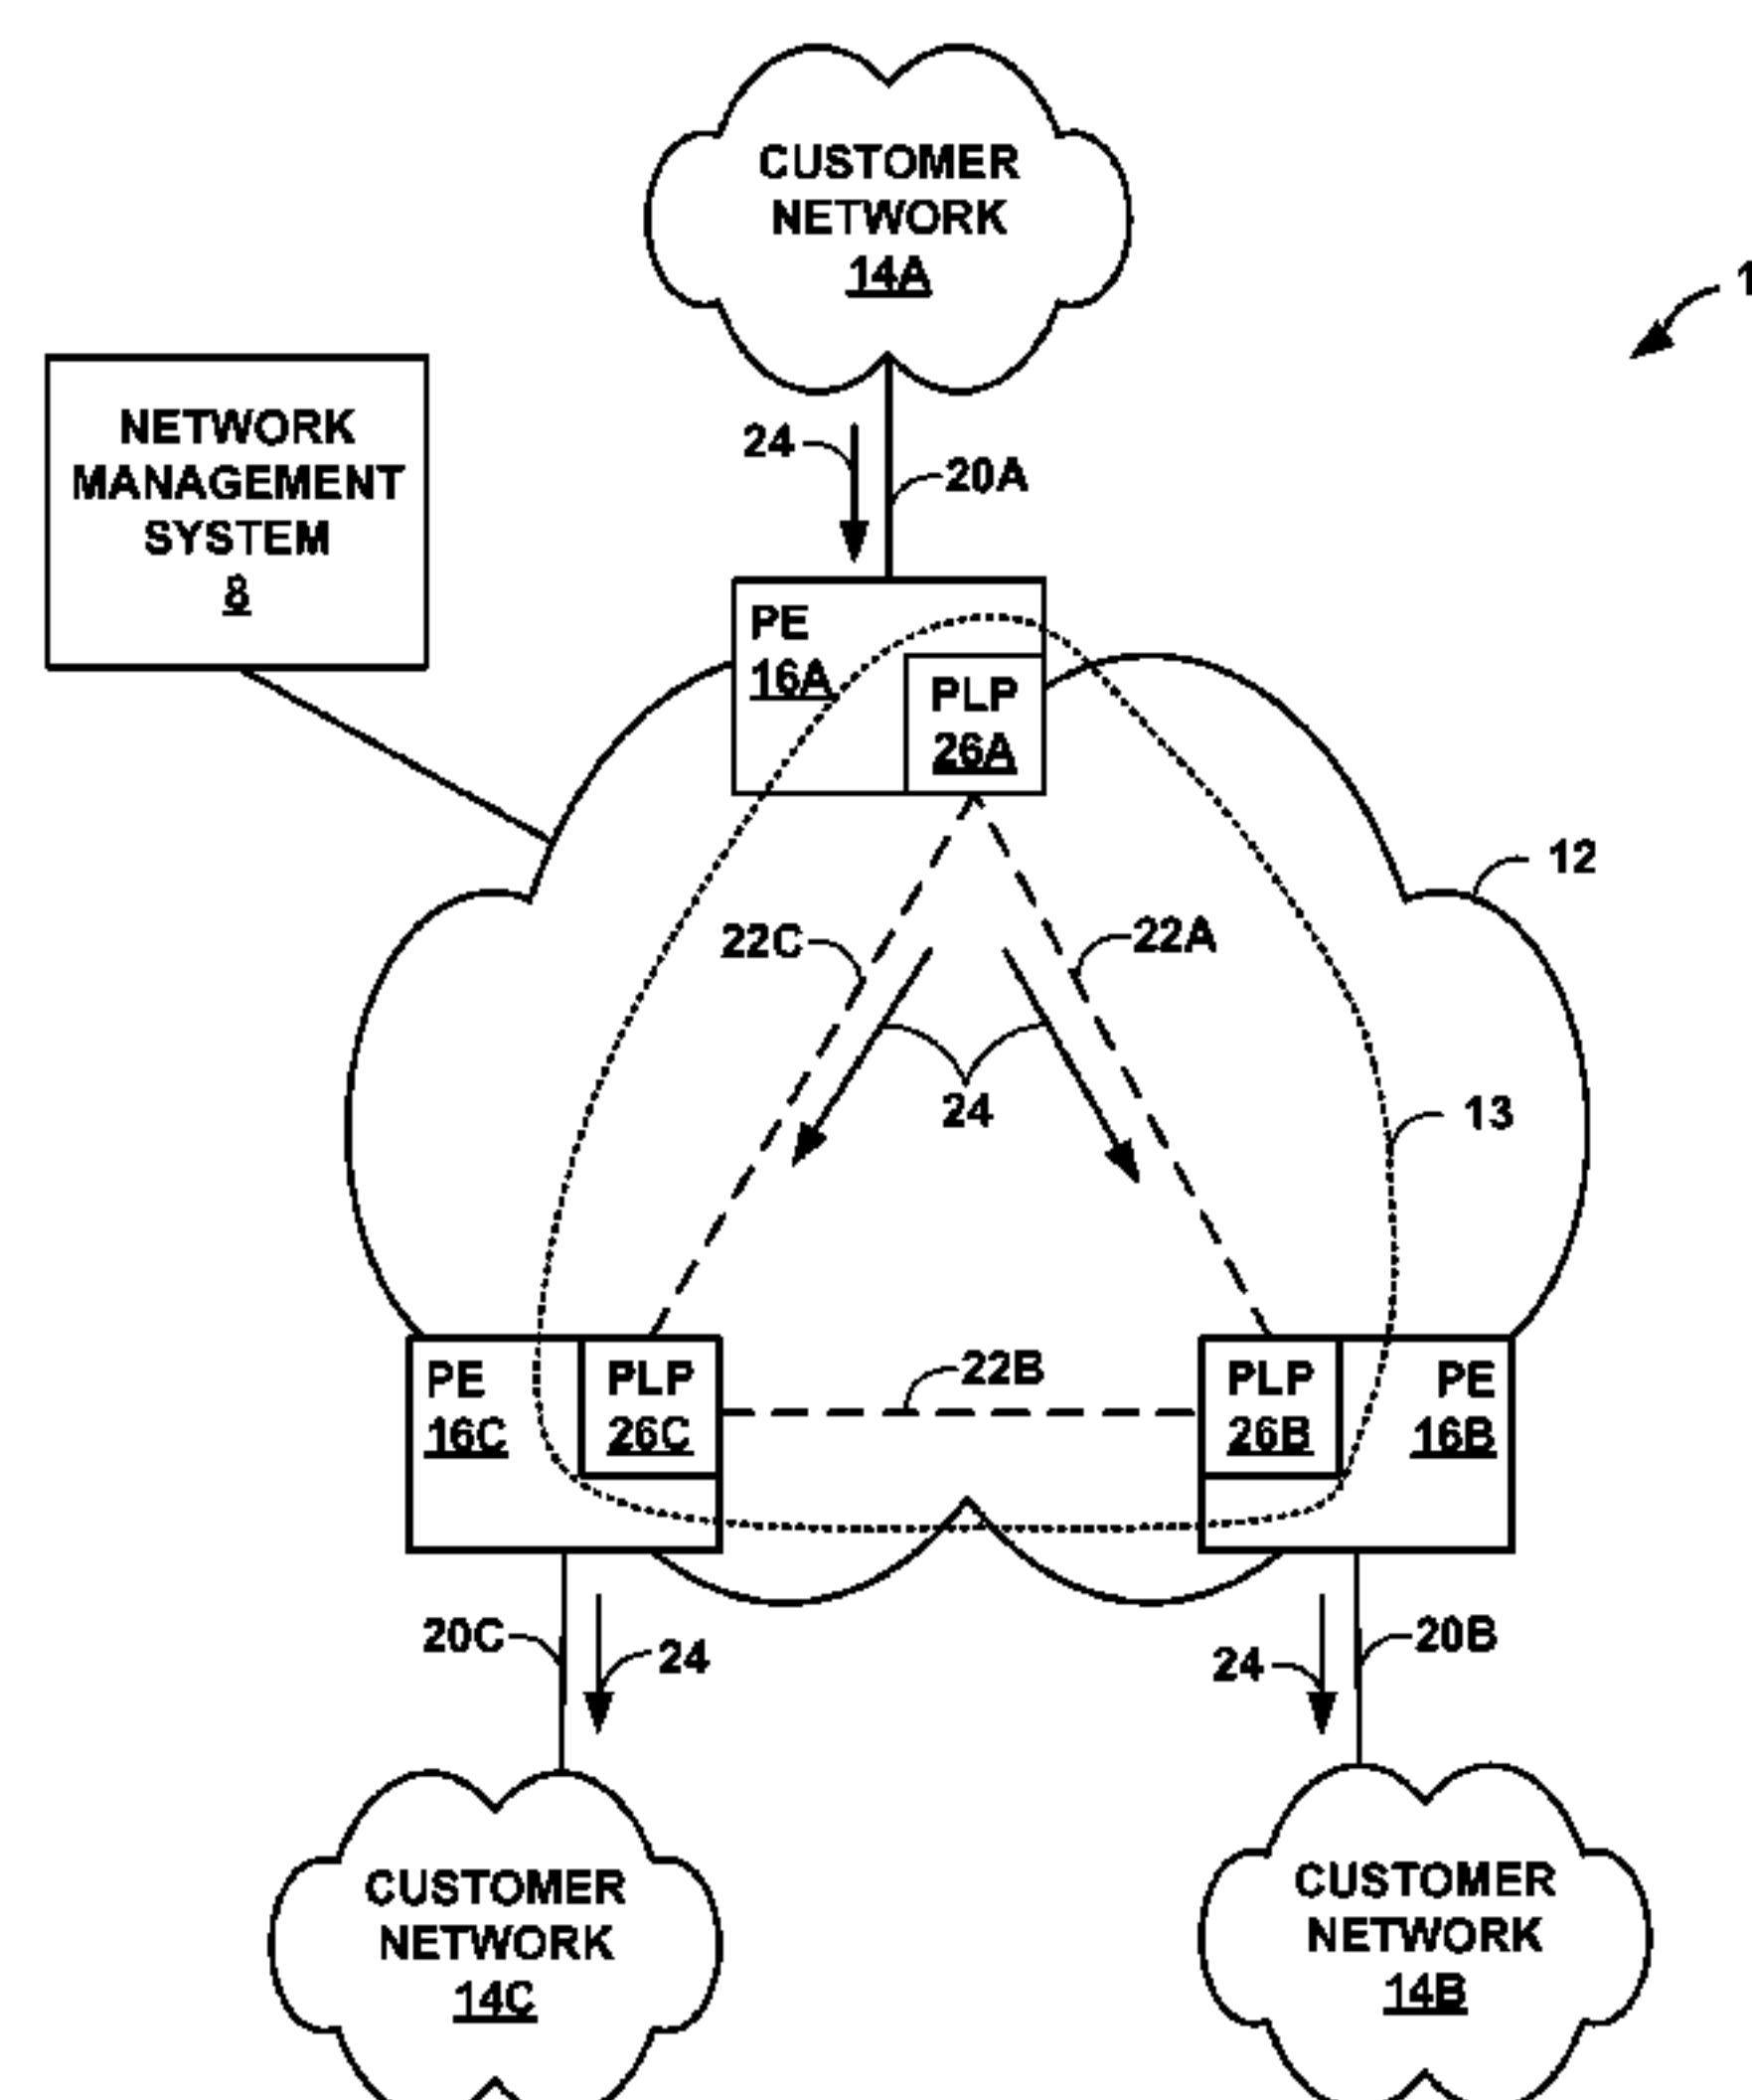 CUSTOMER
NETWORK
14A
NETWORK
MANAGEMENT
SYSTEM
8
24
20A
PE
16A
PLP
26A
12
22C
22A
24
13
PE
16C
PLP
26C
22B
PLP
26B
PE
16B
20C
24
24
20B
CUSTOMER
NETWORK
14C
CUSTOMER
NETWORK
14B